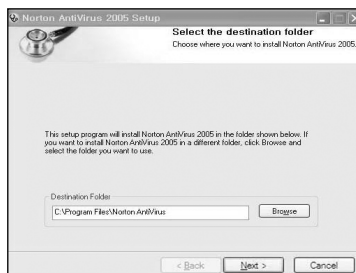 Norton AntiVirus 2005 Setup
Select the destination folder
Choose where you want to install Norton AntiVirus 2005.
This setup program will install Norton AntiVirus 2005 in the folder shown below. If
you want to install Norton AntiVirus 2005 in a different folder, click Browse and
select the folder you want to use.
Destination Folder
C:\Program Files\Norton AntiVirus
Browse
< Back
Next >
Cancel